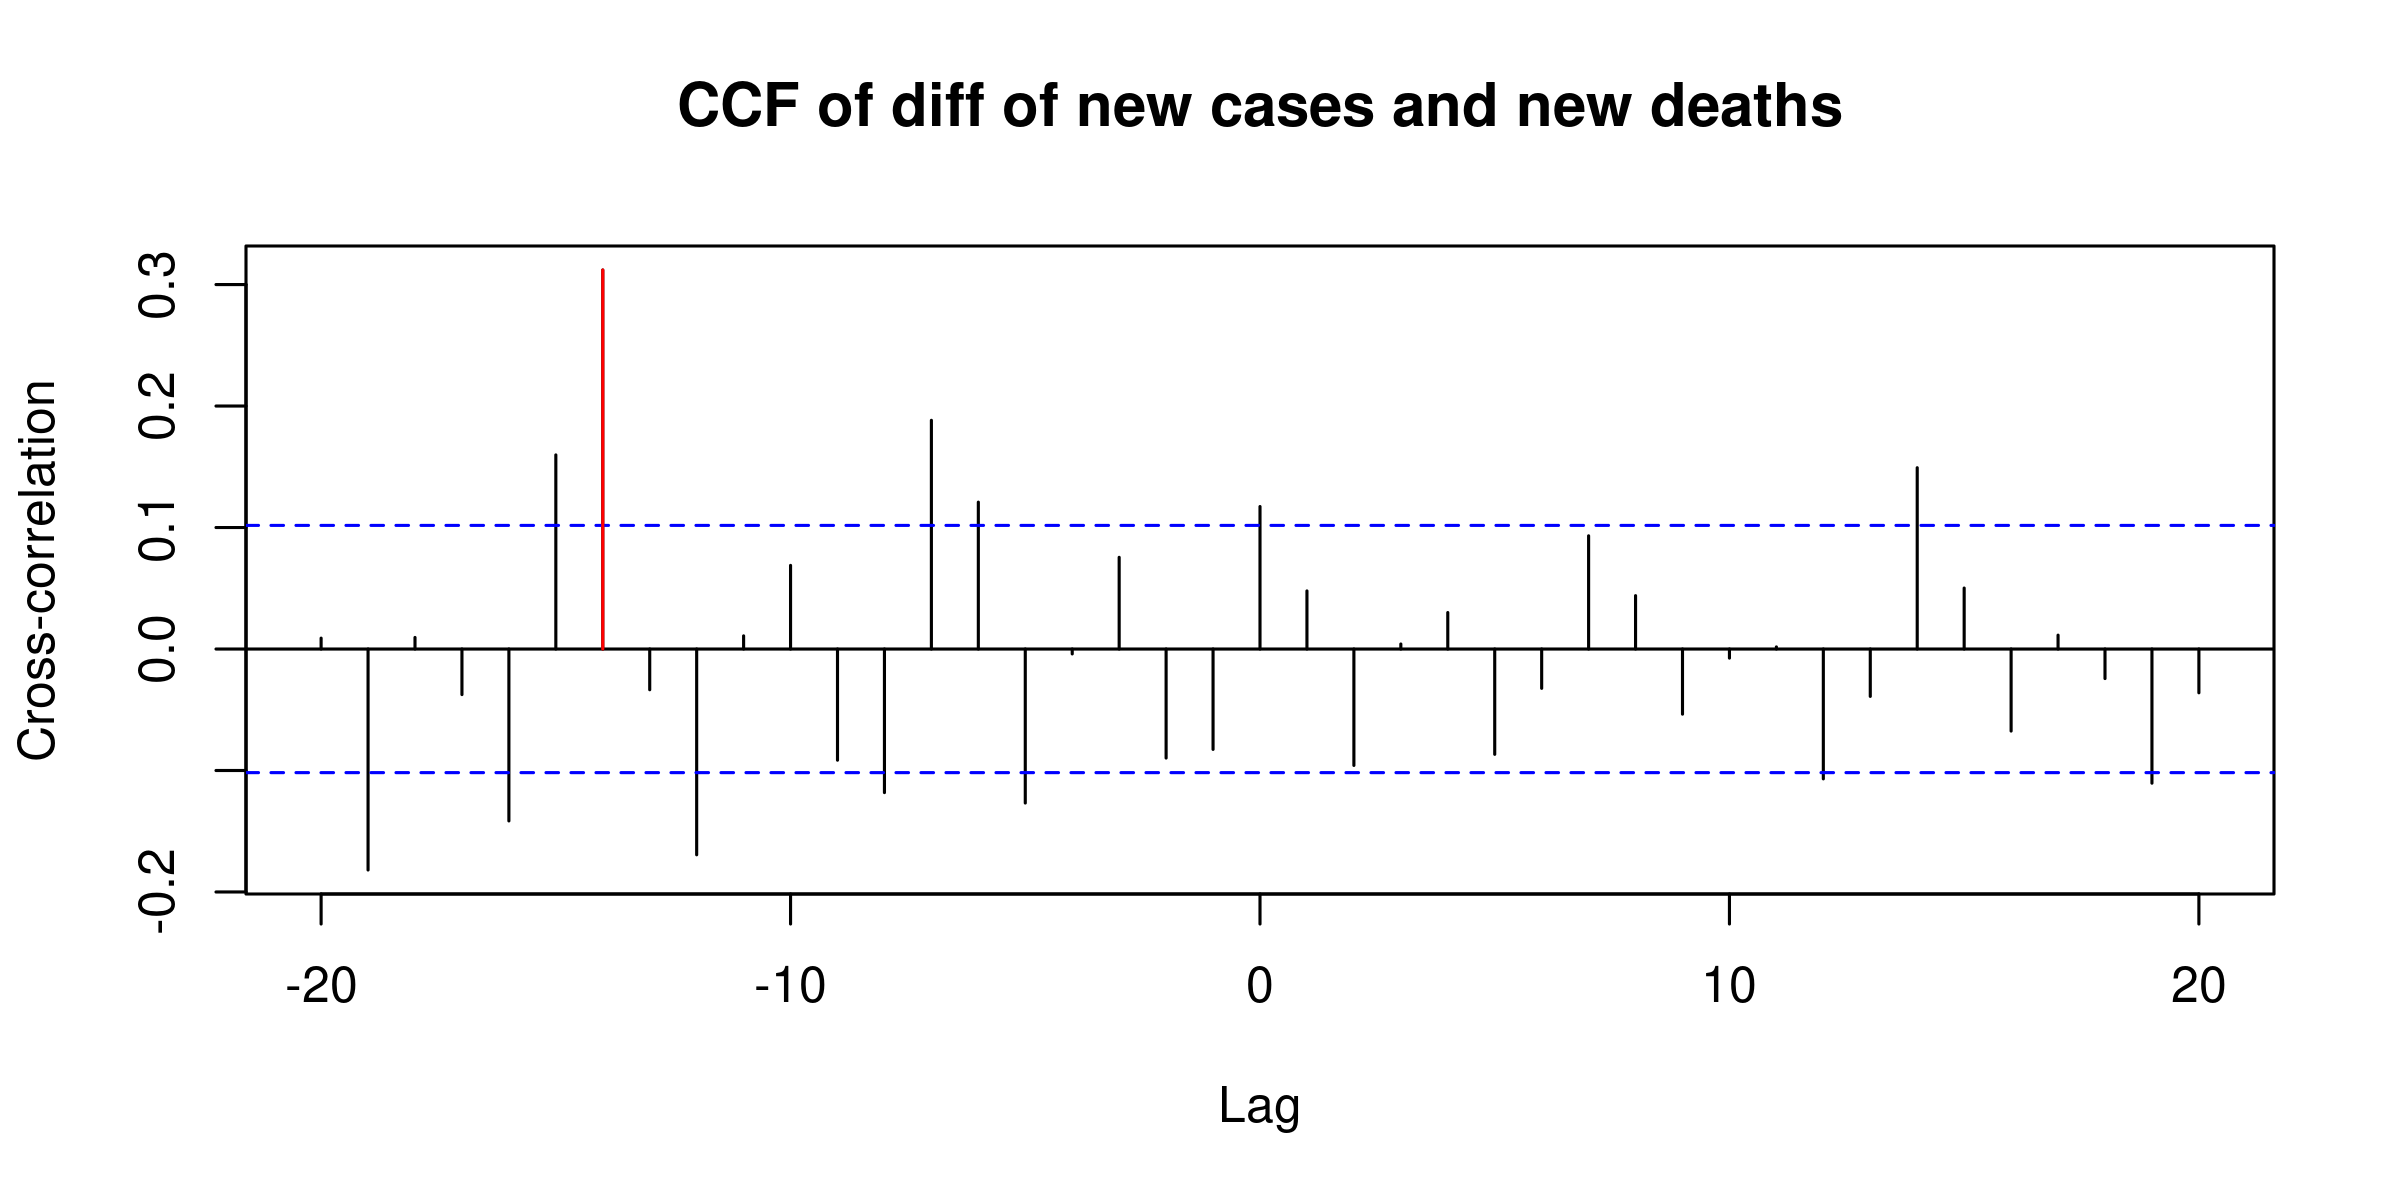 CCF of diff of new cases and new deaths
Cross-correlation
0.3
0.2
0.1
0.0
-0.2
-20 -10 0 10 20
Lag